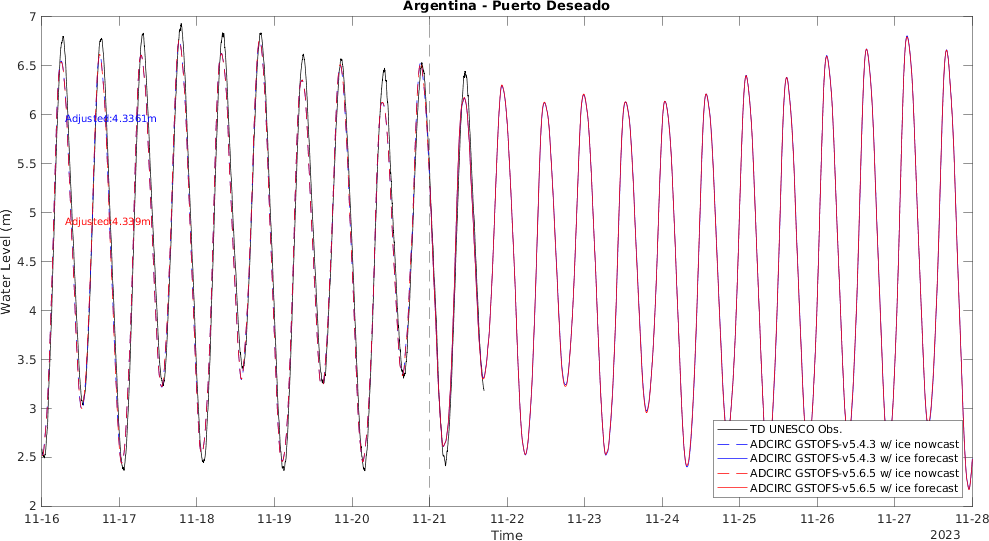 Argentina - Puerto Deseado
7
6.5
6
5.5
5
4.5
4
3.5
3
2.5
2
Water Level (m)
Adjusted:4.3361m
Adjusted:4.339m
TD UNESCO Obs.
ADCIRC GSTOFS-v5.4.3 w/ ice nowcast
ADCIRC GSTOFS-v5.4.3 w/ ice forecast
ADCIRC GSTOFS-v5.6.5 w/ ice nowcast
ADCIRC GSTOFS-v5.6.5 w/ ice forecast
11-16 11-17 11-18 11-19 11-20 11-21 11-22 11-23 11-24 11-25 11-26 11-27 11-28
Time
2023